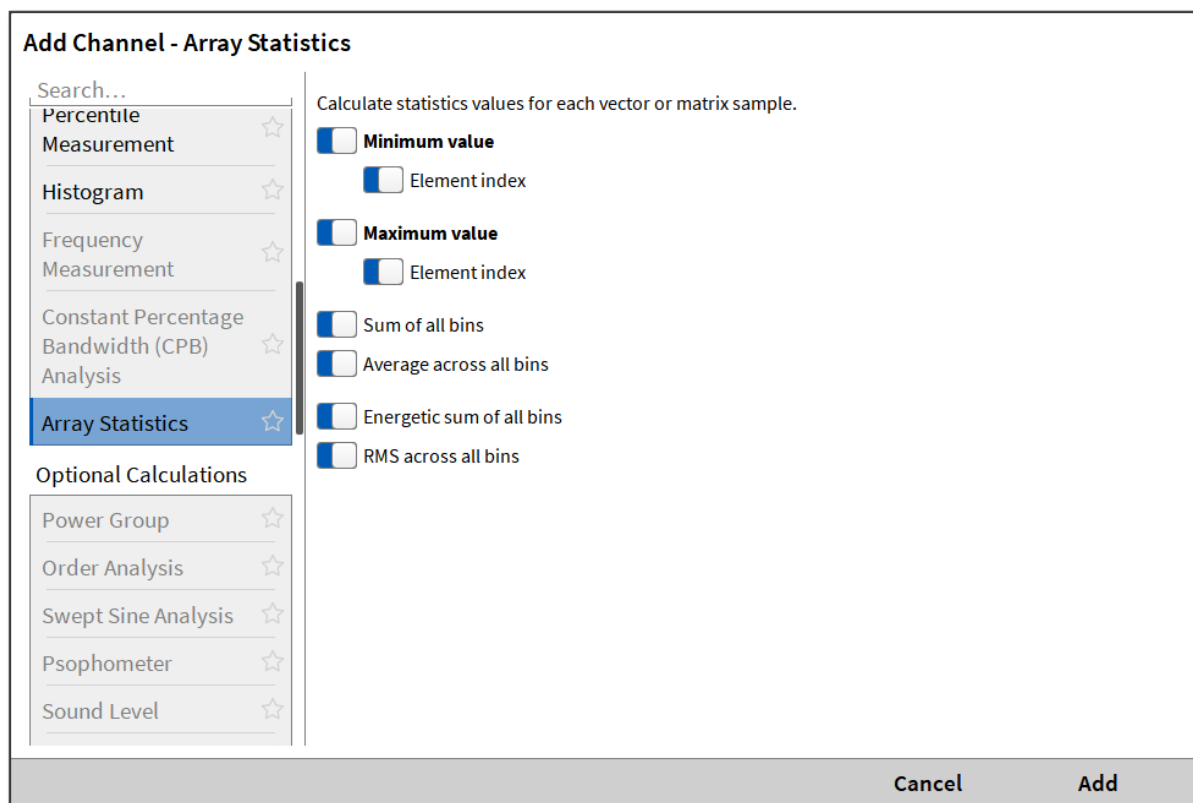 Add Channel - Array Statistics
Search...
Percentile
Measurement
Histogram
Frequency
Measurement
Constant Percentage
Bandwidth (CPB)
Analysis
Array Statistics
Optional Calculations
Power Group
Order Analysis
Swept Sine Analysis
Psophometer
Sound Level
Calculate statistics values for each vector or matrix sample.
Minimum value
Element index
Maximum value
Element index
Sum of all bins
Average across all bins
Energetic sum of all bins
RMS across all bins
Cancel
Add